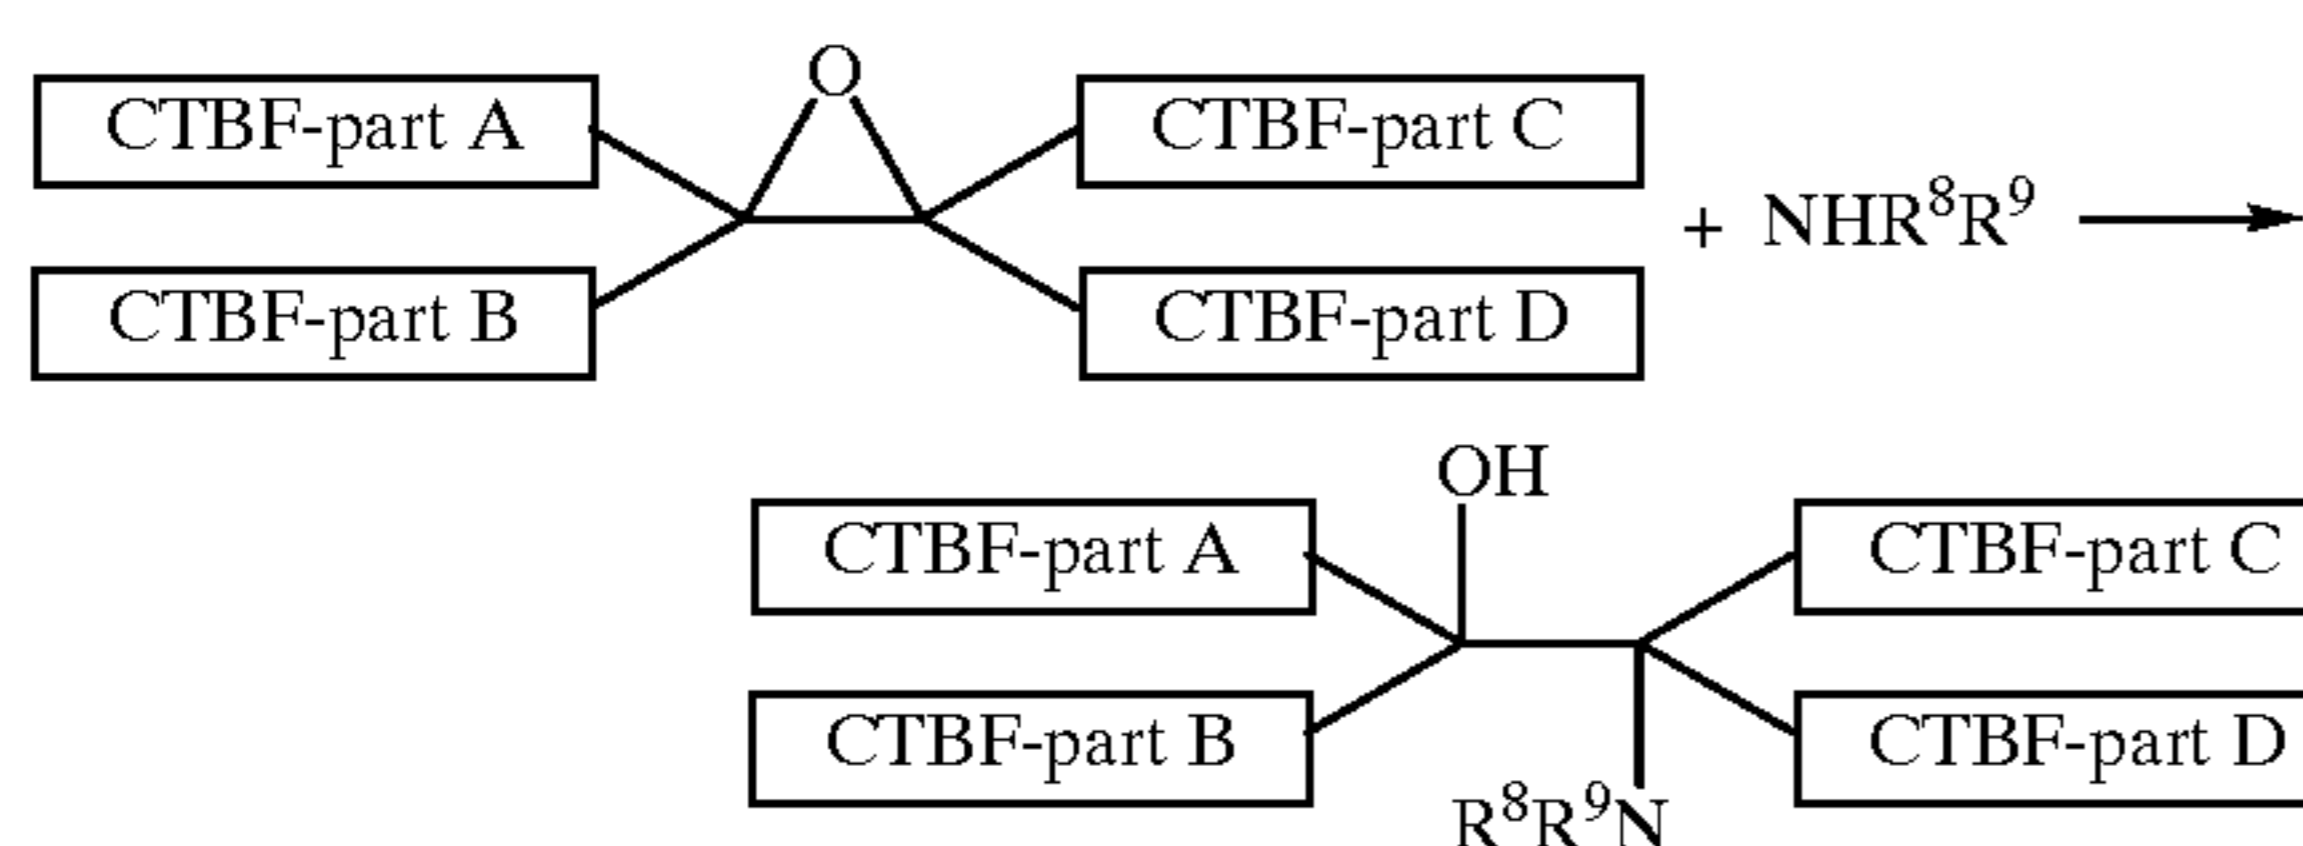 O
CTBF-part A CTBF-part C
+ NHR⁸R⁹
CTBF-part B CTBF-part D
OH
CTBF-part A CTBF-part C
CTBF-part B CTBF-part D
R⁸R⁹N